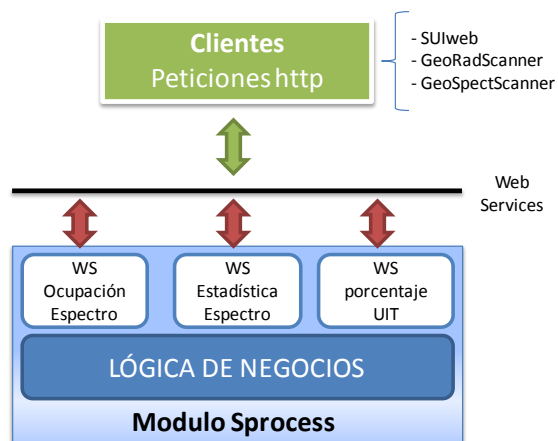 Clientes
Peticiones http
- SUIweb
- GeoRadScanner
- GeoSpectScanner
Web
Services
WS
Ocupación
Espectro
WS
Estadística
Espectro
WS
porcentaje
UIT
LÓGICA DE NEGOCIOS
Modulo Sprocess